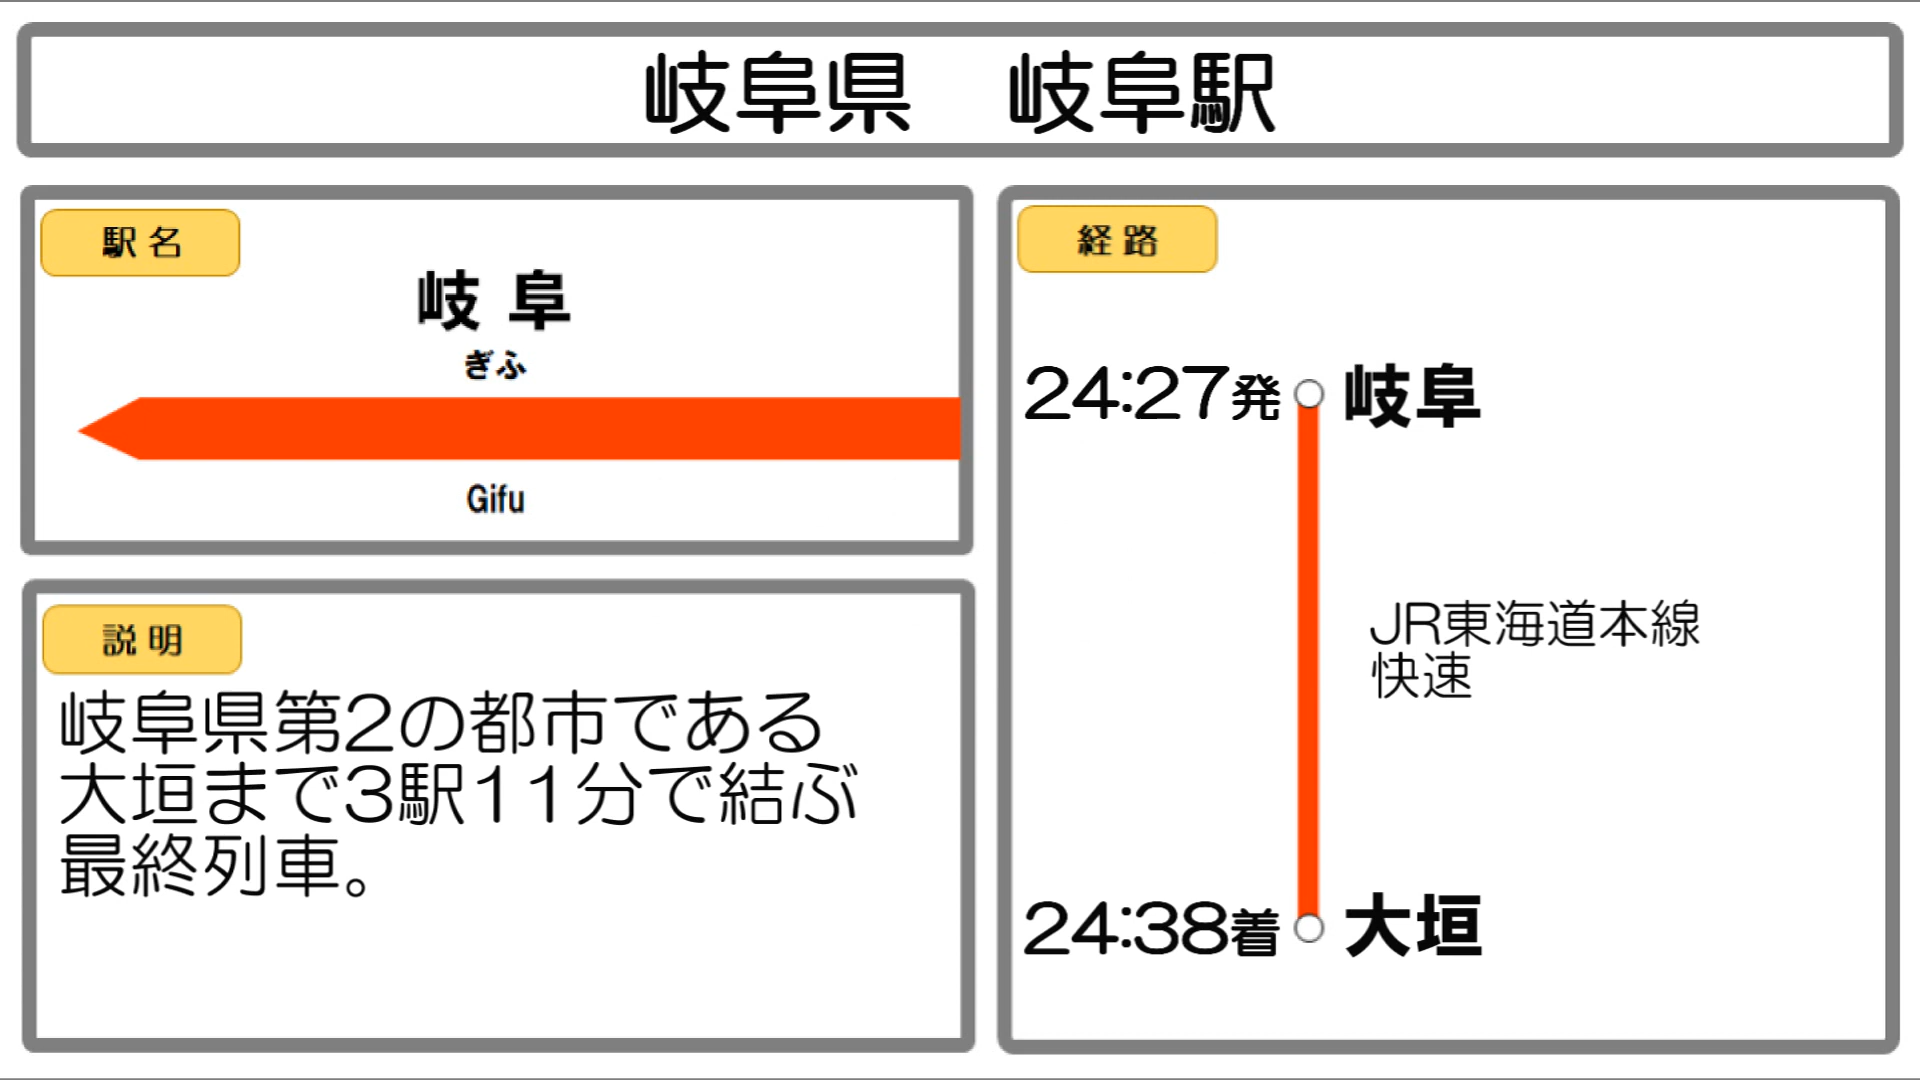 岐阜県　岐阜駅
駅名
岐阜
ぎふ
Gifu
説明
岐阜県第2の都市である
大垣まで3駅11分で結ぶ
最終列車。
経路
24:27発 岐阜
JR東海道本線
快速
24:38着 大垣